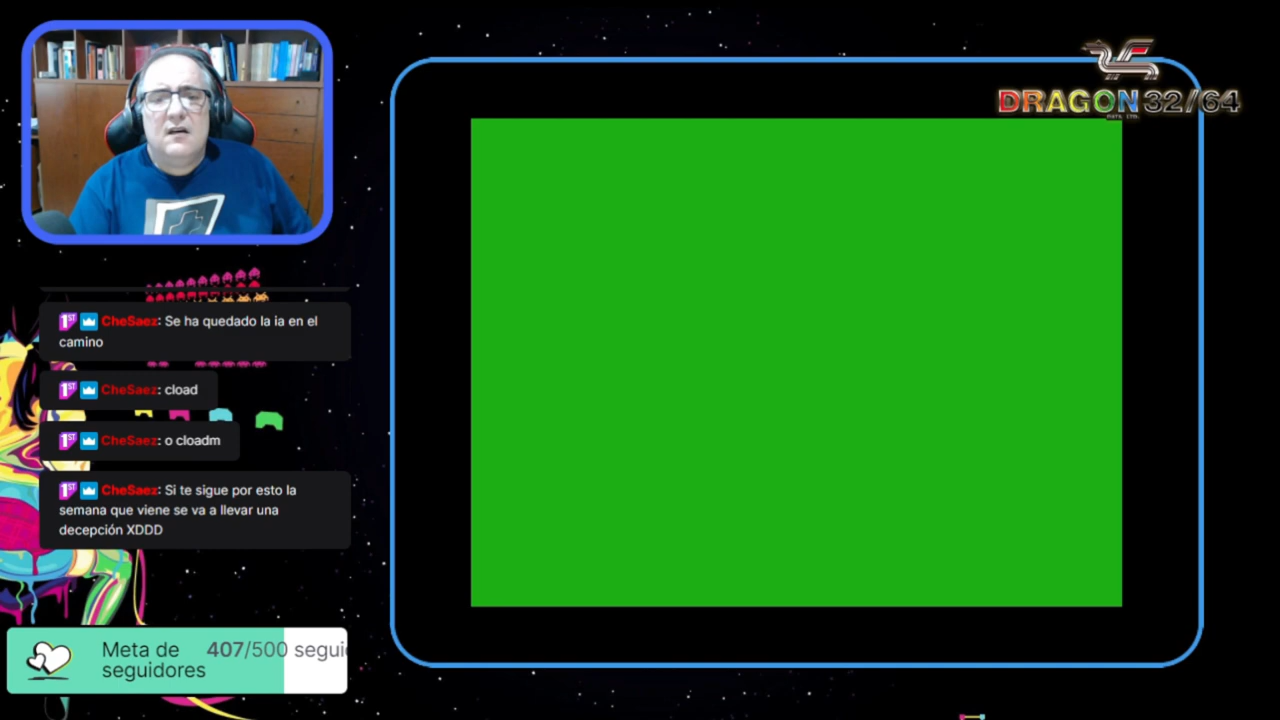 DRAGON 32/64
CheSaez: Se ha quedado la ia en el
camino
CheSaez: cload
CheSaez: o cloadm
CheSaez: Si te sigue por esto la
semana que viene se va a llevar una
decepción XDDD
Meta de
seguidores
407/500